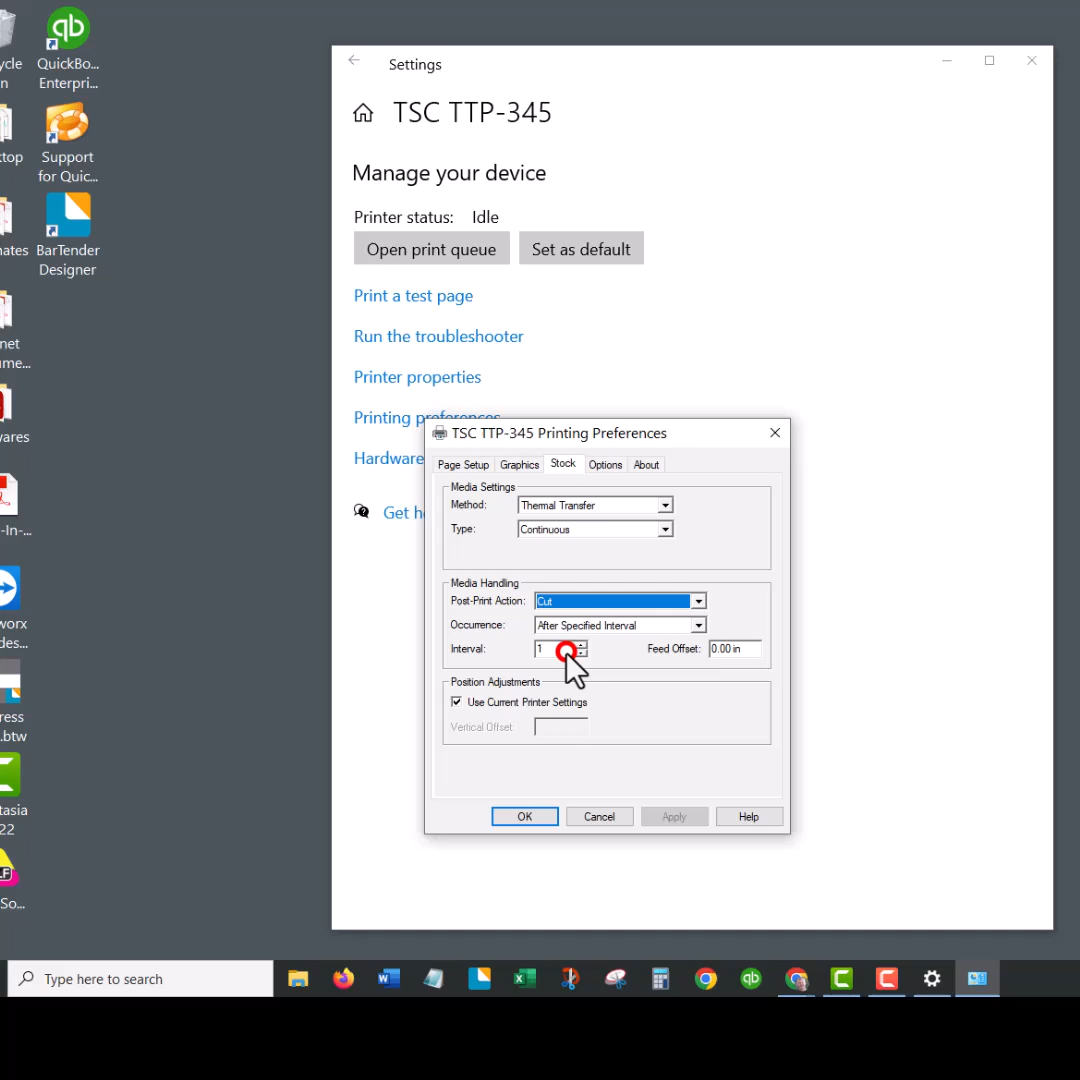 QuickBo...
Enterpri...
cle
n
Support
for Quic...
top
BarTender
Designer
nates
net
ume...
vares
-In-...
worx
des...
ress
.btw
tasia
22
So...
Settings
TSC TTP-345
Manage your device
Printer status: Idle
Open print queue
Set as default
Print a test page
Run the troubleshooter
Printer properties
Printing preferences
Hardware
Get he
TSC TTP-345 Printing Preferences
Page Setup
Graphics
Stock
Options
About
Media Settings
Method: Thermal Transfer
Type: Continuous
Media Handling
Post-Print Action: Cut
Occurrence: After Specified Interval
Interval: 1
Feed Offset: 0.00 in
Position Adjustments
Use Current Printer Settings
Vertical Offset:
OK
Cancel
Apply
Help
Type here to search